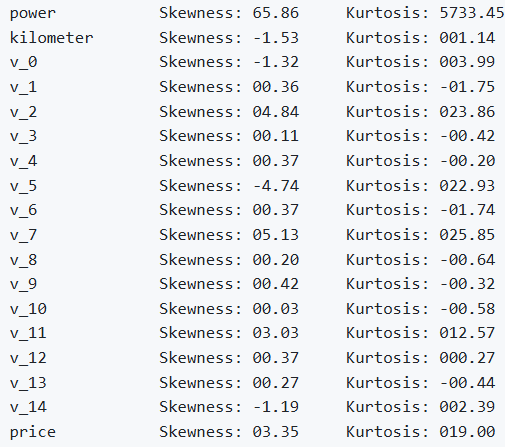 power Skewness: 65.86 Kurtosis: 5733.45
kilometer Skewness: -1.53 Kurtosis: 001.14
v_0 Skewness: -1.32 Kurtosis: 003.99
v_1 Skewness: 00.36 Kurtosis: -01.75
v_2 Skewness: 04.84 Kurtosis: 023.86
v_3 Skewness: 00.11 Kurtosis: -00.42
v_4 Skewness: 00.37 Kurtosis: -00.20
v_5 Skewness: -4.74 Kurtosis: 022.93
v_6 Skewness: 00.37 Kurtosis: -01.74
v_7 Skewness: 05.13 Kurtosis: 025.85
v_8 Skewness: 00.20 Kurtosis: -00.64
v_9 Skewness: 00.42 Kurtosis: -00.32
v_10 Skewness: 00.03 Kurtosis: -00.58
v_11 Skewness: 03.03 Kurtosis: 012.57
v_12 Skewness: 00.37 Kurtosis: 000.27
v_13 Skewness: 00.27 Kurtosis: -00.44
v_14 Skewness: -1.19 Kurtosis: 002.39
price Skewness: 03.35 Kurtosis: 019.00